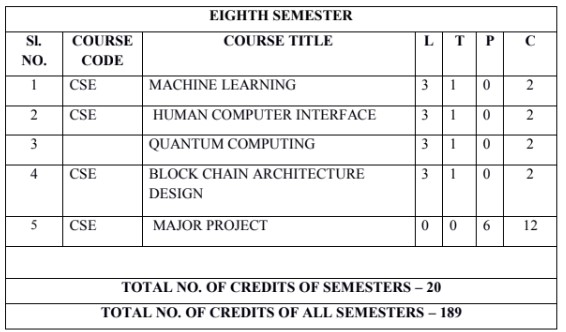 EIGHTH SEMESTER
Sl. NO. COURSE CODE COURSE TITLE L T P C
1 CSE MACHINE LEARNING 3 1 0 2
2 CSE HUMAN COMPUTER INTERFACE 3 1 0 2
3 QUANTUM COMPUTING 3 1 0 2
4 CSE BLOCK CHAIN ARCHITECTURE DESIGN 3 1 0 2
5 CSE MAJOR PROJECT 0 0 6 12
TOTAL NO. OF CREDITS OF SEMESTERS – 20
TOTAL NO. OF CREDITS OF ALL SEMESTERS – 189